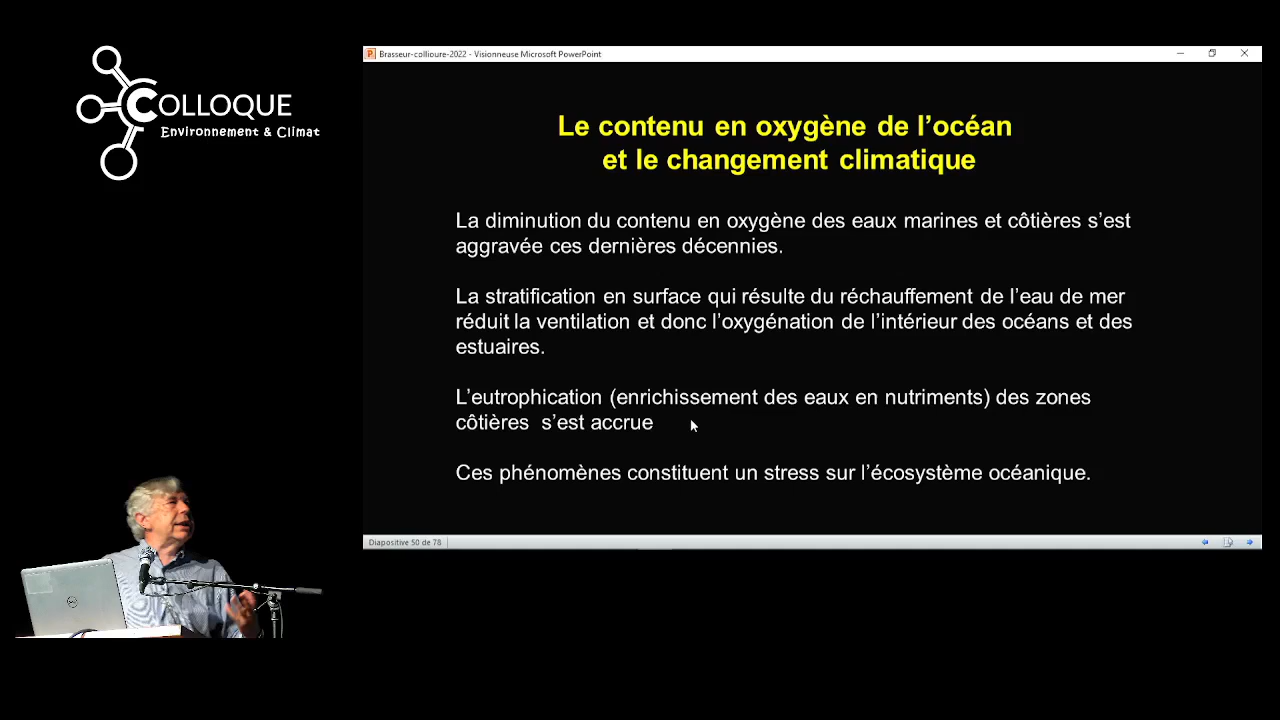 COLLOQUE
Environnement & Climat
Brasseur-collioure-2022 - Visionneuse Microsoft PowerPoint
Le contenu en oxygène de l’océan
et le changement climatique
La diminution du contenu en oxygène des eaux marines et côtières s’est
aggravée ces dernières décennies.
La stratification en surface qui résulte du réchauffement de l’eau de mer
réduit la ventilation et donc l’oxygénation de l’intérieur des océans et des
estuaires.
L’eutrophication (enrichissement des eaux en nutriments) des zones
côtières  s’est accrue
Ces phénomènes constituent un stress sur l’écosystème océanique.
Diapositive 50 de 78